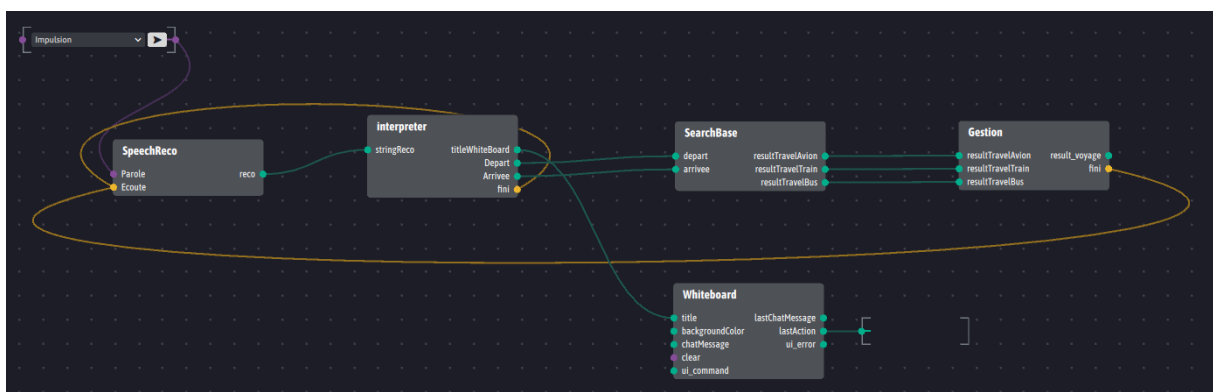 Impulsion
SpeechReco
Parole reco
Ecoute
interpreter
stringReco titleWhiteBoard
Depart
Arrivee
fini
SearchBase
depart resultTravelAvion
arrivee resultTravelTrain
resultTravelBus
Gestion
resultTravelAvion result_voyage
resultTravelTrain fini
resultTravelBus
Whiteboard
title lastChatMessage
backgroundColor lastAction
chatMessage ui_error
clear
ui_command